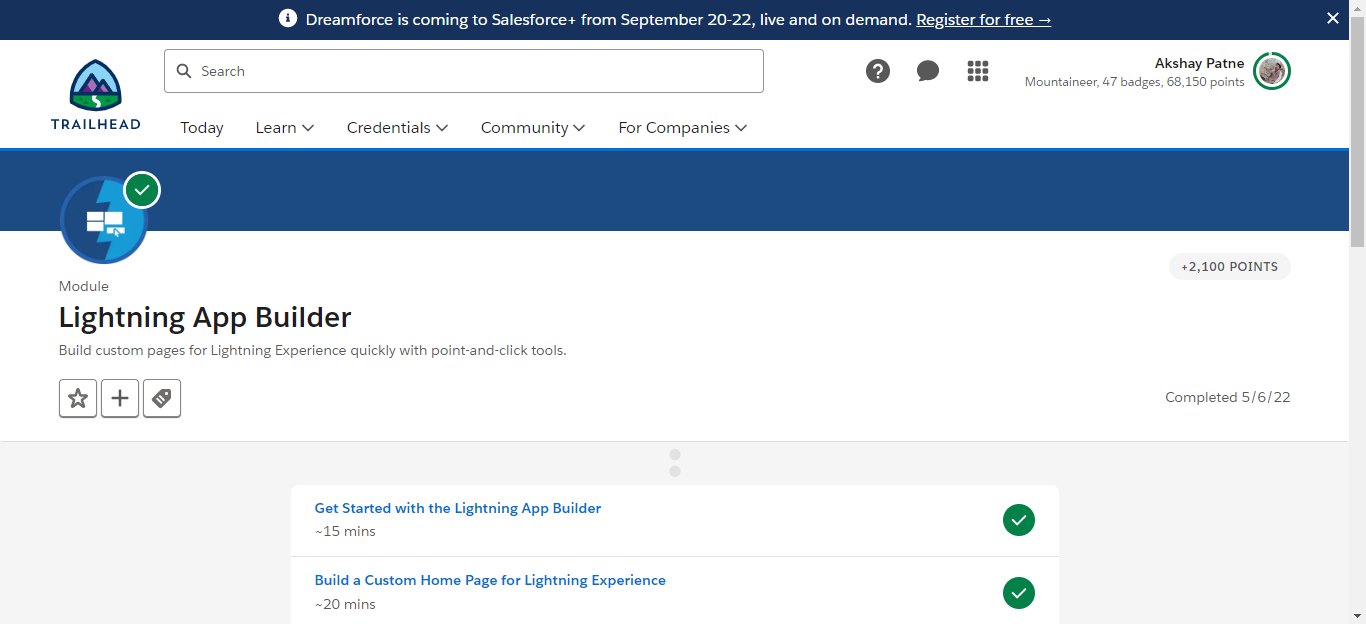 Dreamforce is coming to Salesforce+ from September 20-22, live and on demand. Register for free →
Search
Akshay Patne
Mountaineer, 47 badges, 68,150 points
TRAILHEAD
Today Learn Credentials Community For Companies
+2,100 POINTS
Module
Lightning App Builder
Build custom pages for Lightning Experience quickly with point-and-click tools.
Completed 5/6/22
Get Started with the Lightning App Builder
~15 mins
Build a Custom Home Page for Lightning Experience
~20 mins